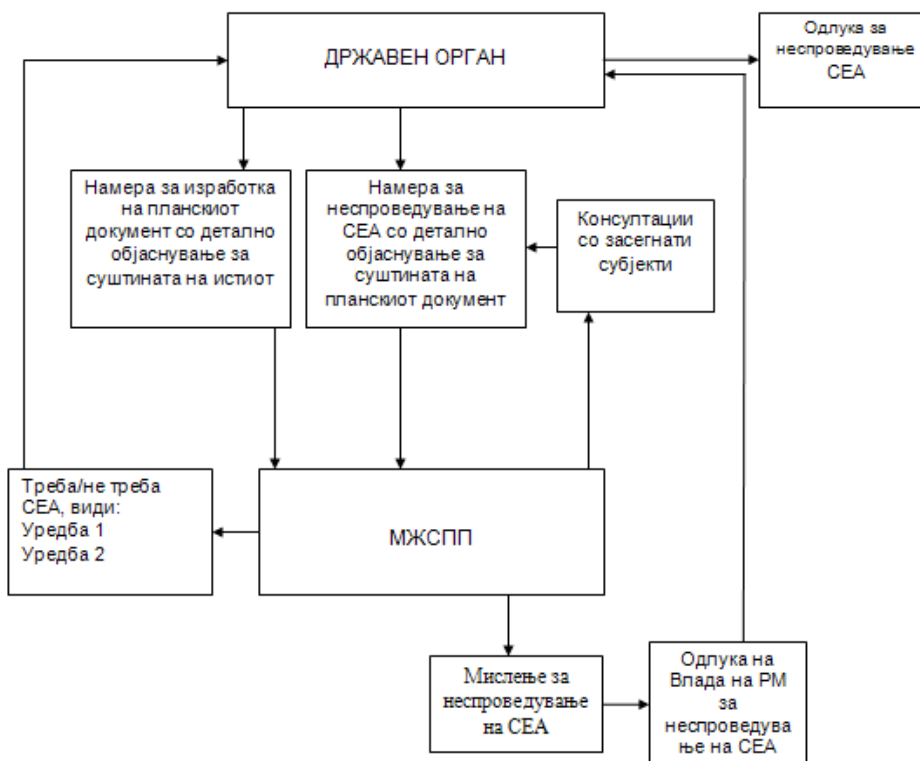 ДРЖАВЕН ОРГАН
Одлука за
неспроведување
СЕА
Намера за изработка
на планскиот
документ со детално
објаснување за
суштината на истиот
Намера за
неспроведување на
СЕА со детално
објаснување за
суштината на
планскиот документ
Консултации
со засегнати
субјекти
Треба/не треба
СЕА, види:
Уредба 1
Уредба 2
МЖСПП
Мислење за
неспроведување
на СЕА
Одлука на
Влада на РМ
за
неспроведува
ње на СЕА